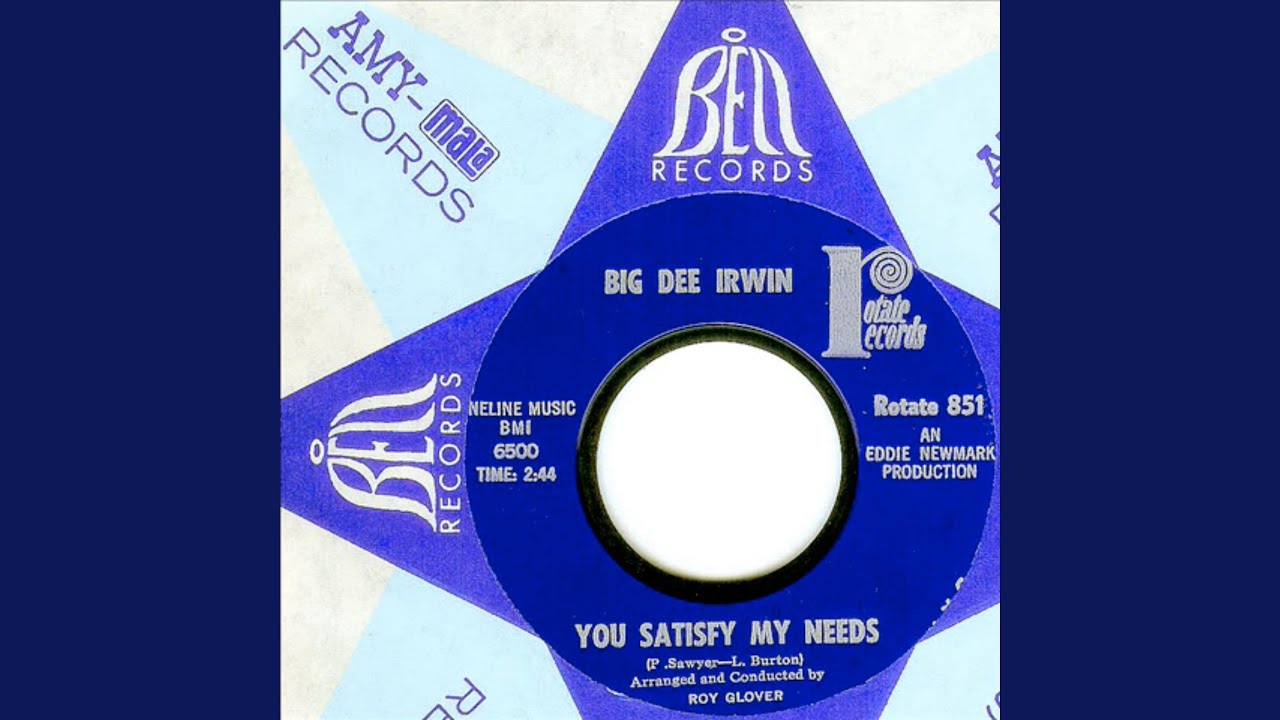 AMY-mala
RECORDS
BELL
RECORDS
BIG DEE IRWIN
rotate
records
BELL
RECORDS
NELINE MUSIC
BMI
6500
TIME: 2:44
Rotate 851
AN
EDDIE NEWMARK
PRODUCTION
YOU SATISFY MY NEEDS
(P .Sawyer—L. Burton)
Arranged and Conducted by
ROY GLOVER